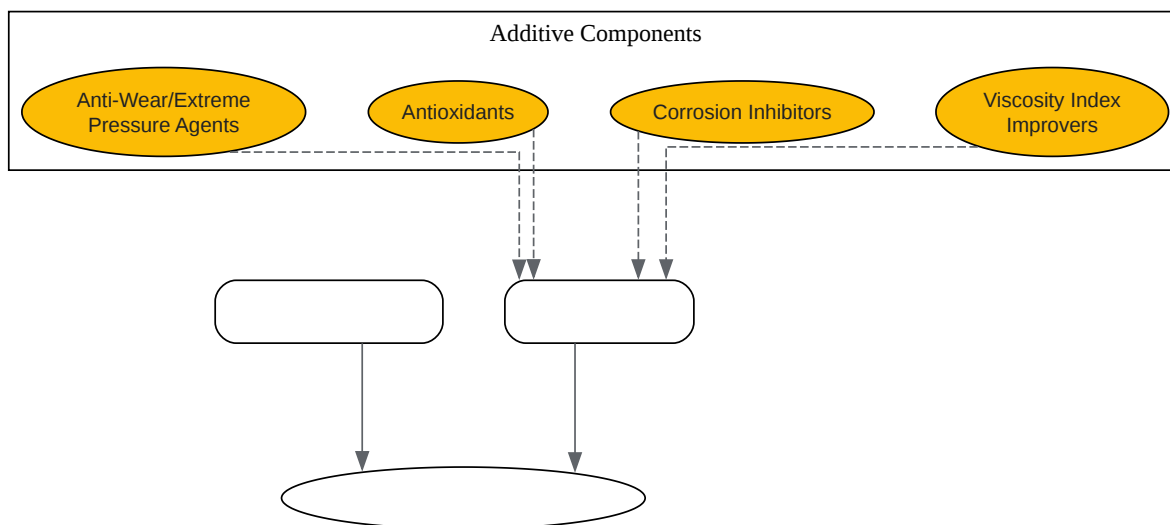 Additive Components
Anti-Wear/Extreme
Pressure Agents
Antioxidants
Corrosion Inhibitors
Viscosity Index
Improvers